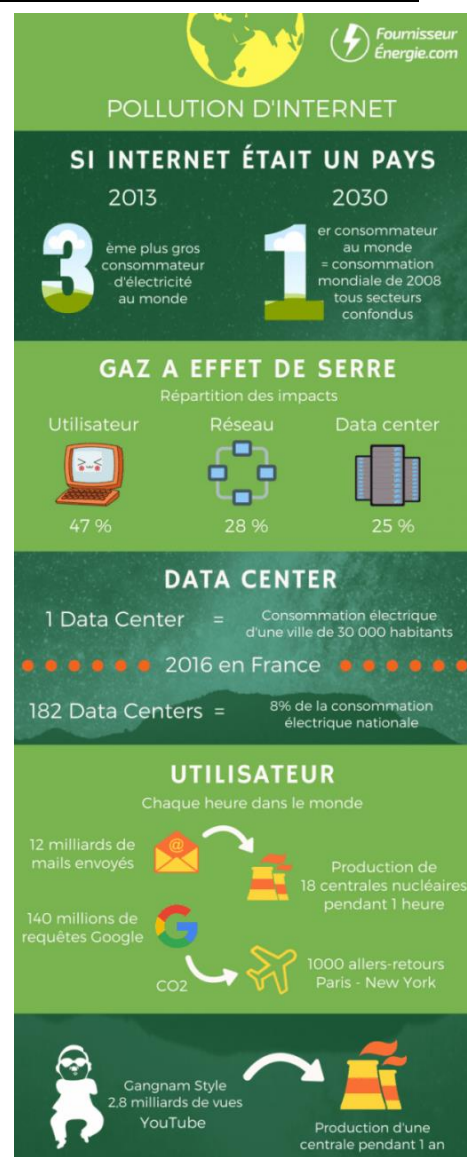 Fournisseur
Énergie.com
POLLUTION D'INTERNET
SI INTERNET ÉTAIT UN PAYS
2013
3
ème plus gros
consommateur
d'électricité
au monde
2030
1
er consommateur
au monde
= consommation
mondiale de 2008
tous secteurs
confondus
GAZ A EFFET DE SERRE
Répartition des impacts
Utilisateur
Réseau
Data center
47 %
28 %
25 %
DATA CENTER
1 Data Center =
Consommation électrique
d'une ville de 30 000 habitants
2016 en France
182 Data Centers =
8% de la consommation
électrique nationale
UTILISATEUR
Chaque heure dans le monde
12 milliards de
mails envoyés
@
Production de
18 centrales nucléaires
pendant 1 heure
140 millions de
requêtes Google
G
CO2
1000 allers-retours
Paris - New York
Gangnam Style
2,8 milliards de vues
YouTube
Production d'une
centrale pendant 1 an